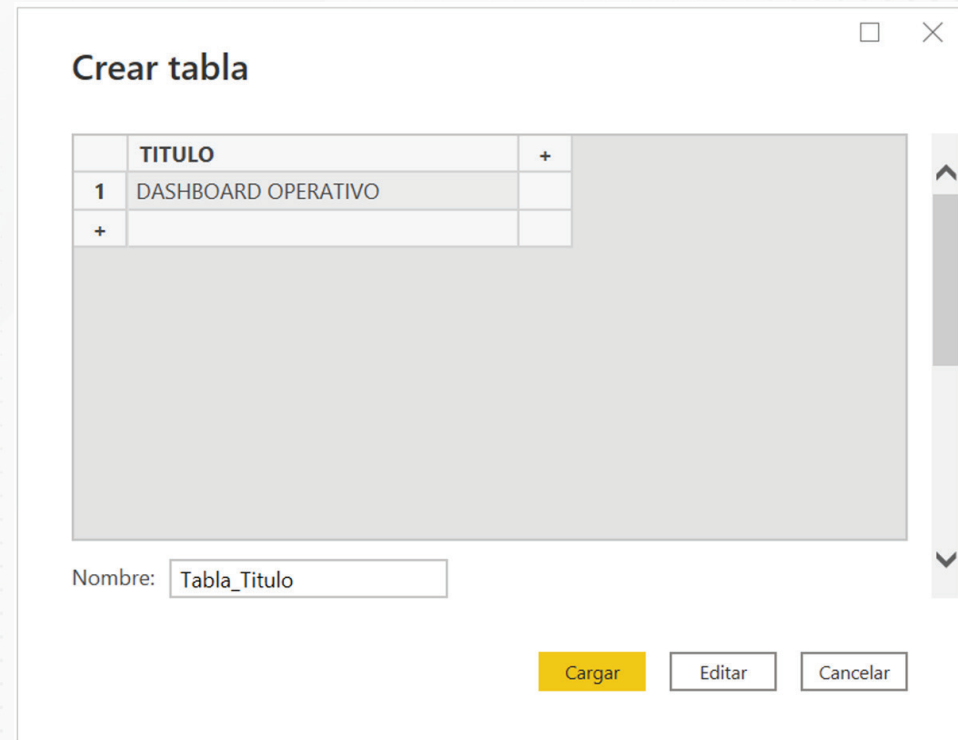 Crear tabla
TITULO +
1 DASHBOARD OPERATIVO
+
Nombre: Tabla_Titulo
Cargar Editar Cancelar